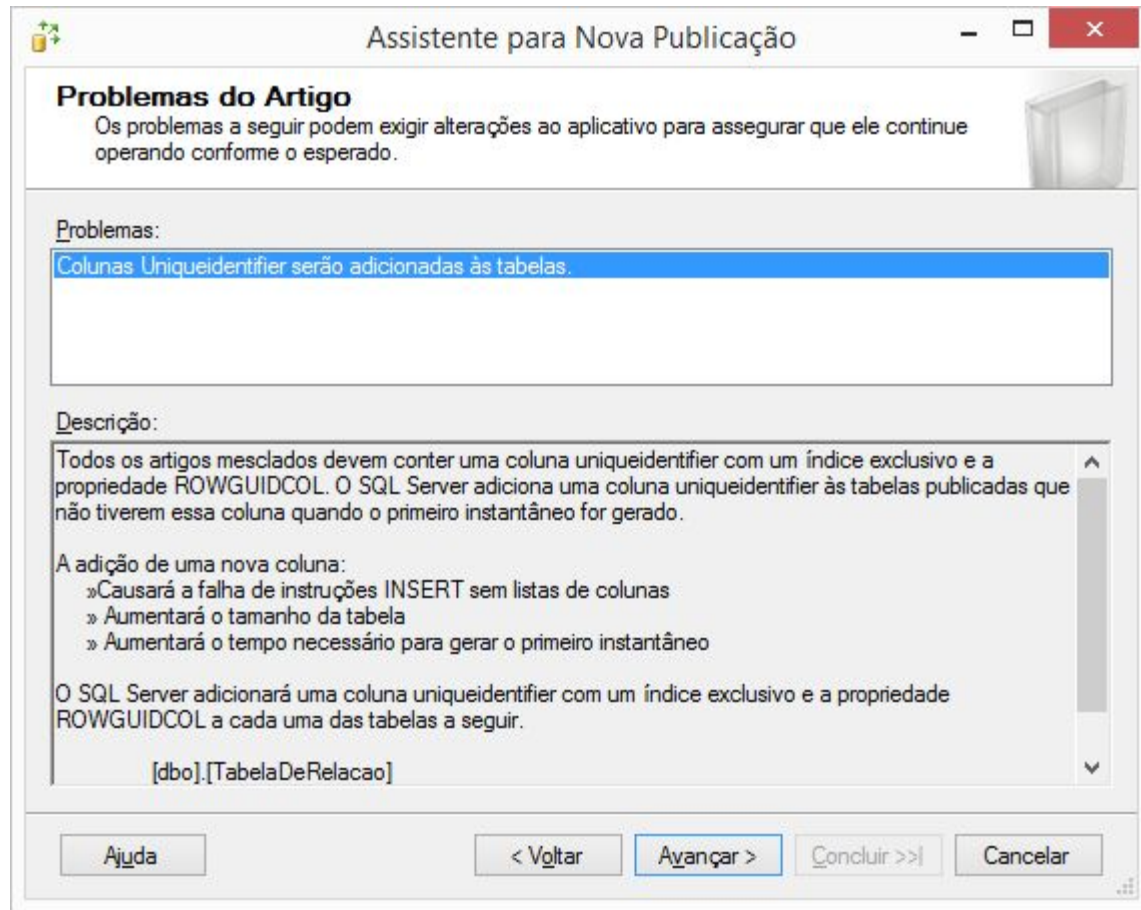 Assistente para Nova Publicação
Problemas do Artigo
Os problemas a seguir podem exigir alterações ao aplicativo para assegurar que ele continue
operando conforme o esperado.
Problemas:
Colunas Uniqueidentifier serão adicionadas às tabelas.
Descrição:
Todos os artigos mesclados devem conter uma coluna uniqueidentifier com um índice exclusivo e a
propriedade ROWGUIDCOL. O SQL Server adiciona uma coluna uniqueidentifier às tabelas publicadas que
não tiverem essa coluna quando o primeiro instantâneo for gerado.
A adição de uma nova coluna:
»Causará a falha de instruções INSERT sem listas de colunas
» Aumentará o tamanho da tabela
» Aumentará o tempo necessário para gerar o primeiro instantâneo
O SQL Server adicionará uma coluna uniqueidentifier com um índice exclusivo e a propriedade
ROWGUIDCOL a cada uma das tabelas a seguir.
[dbo].[TabelaDeRelacao]
Ajuda < Voltar Avançar > Concluir >>| Cancelar